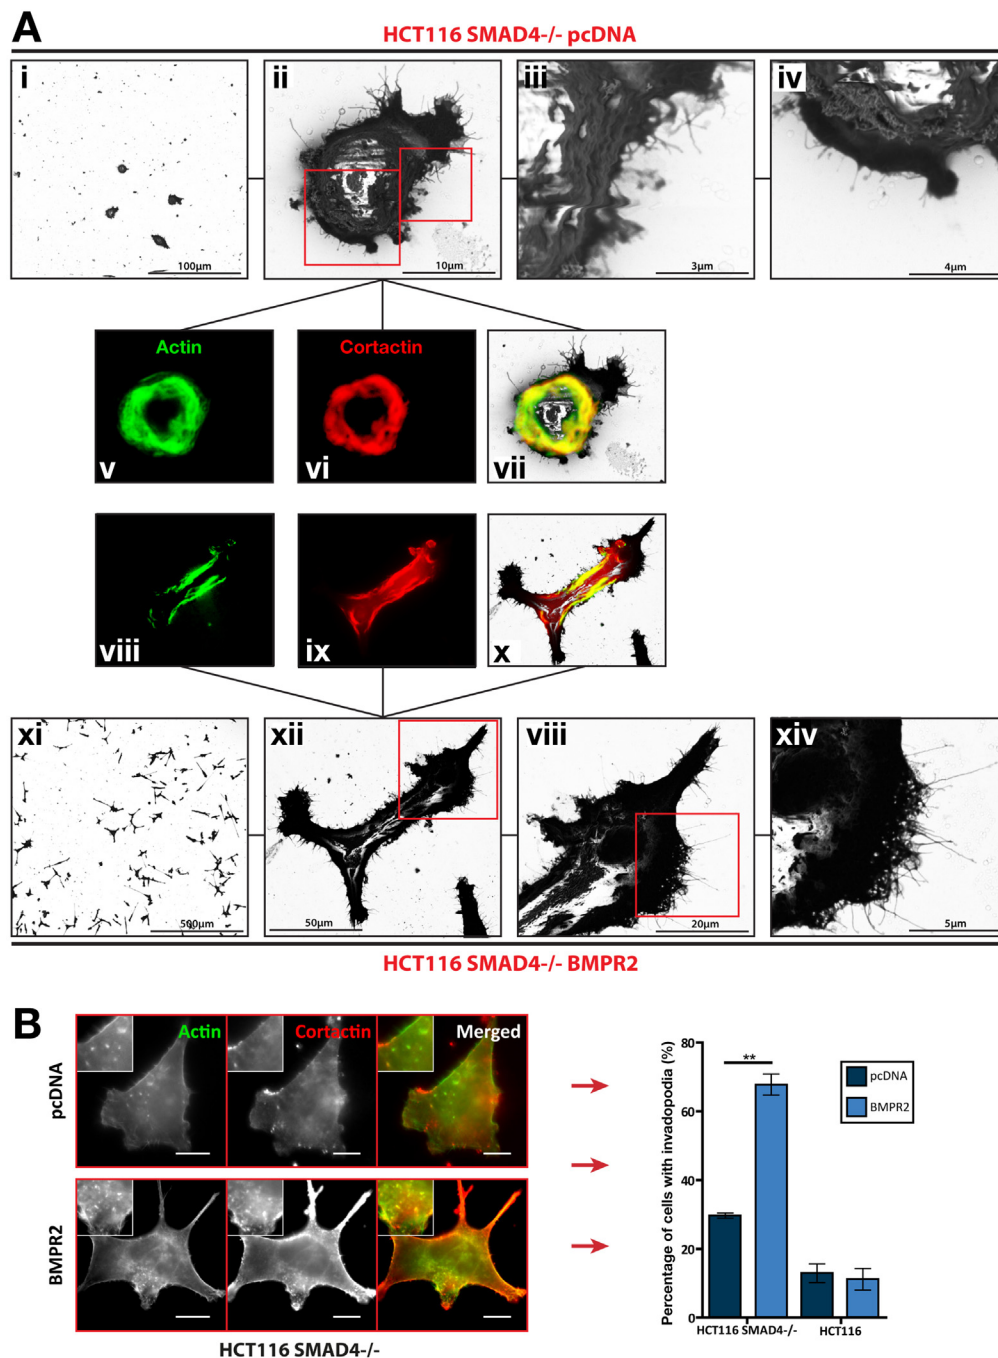 A
HCT116 SMAD4-/- pcDNA
i
ii
iii
iv
100µm
10µm
3µm
4µm
Actin
Cortactin
v
vi
vii
viii
ix
x
xi
xii
viii
xiv
500µm
50µm
20µm
5µm
HCT116 SMAD4-/- BMPR2
B
Actin
Cortactin
Merged
pcDNA
BMPR2
HCT116 SMAD4-/-
Percentage of cells with invadopodia (%)
80
60
40
20
0
**
pcDNA
BMPR2
HCT116 SMAD4-/-
HCT116